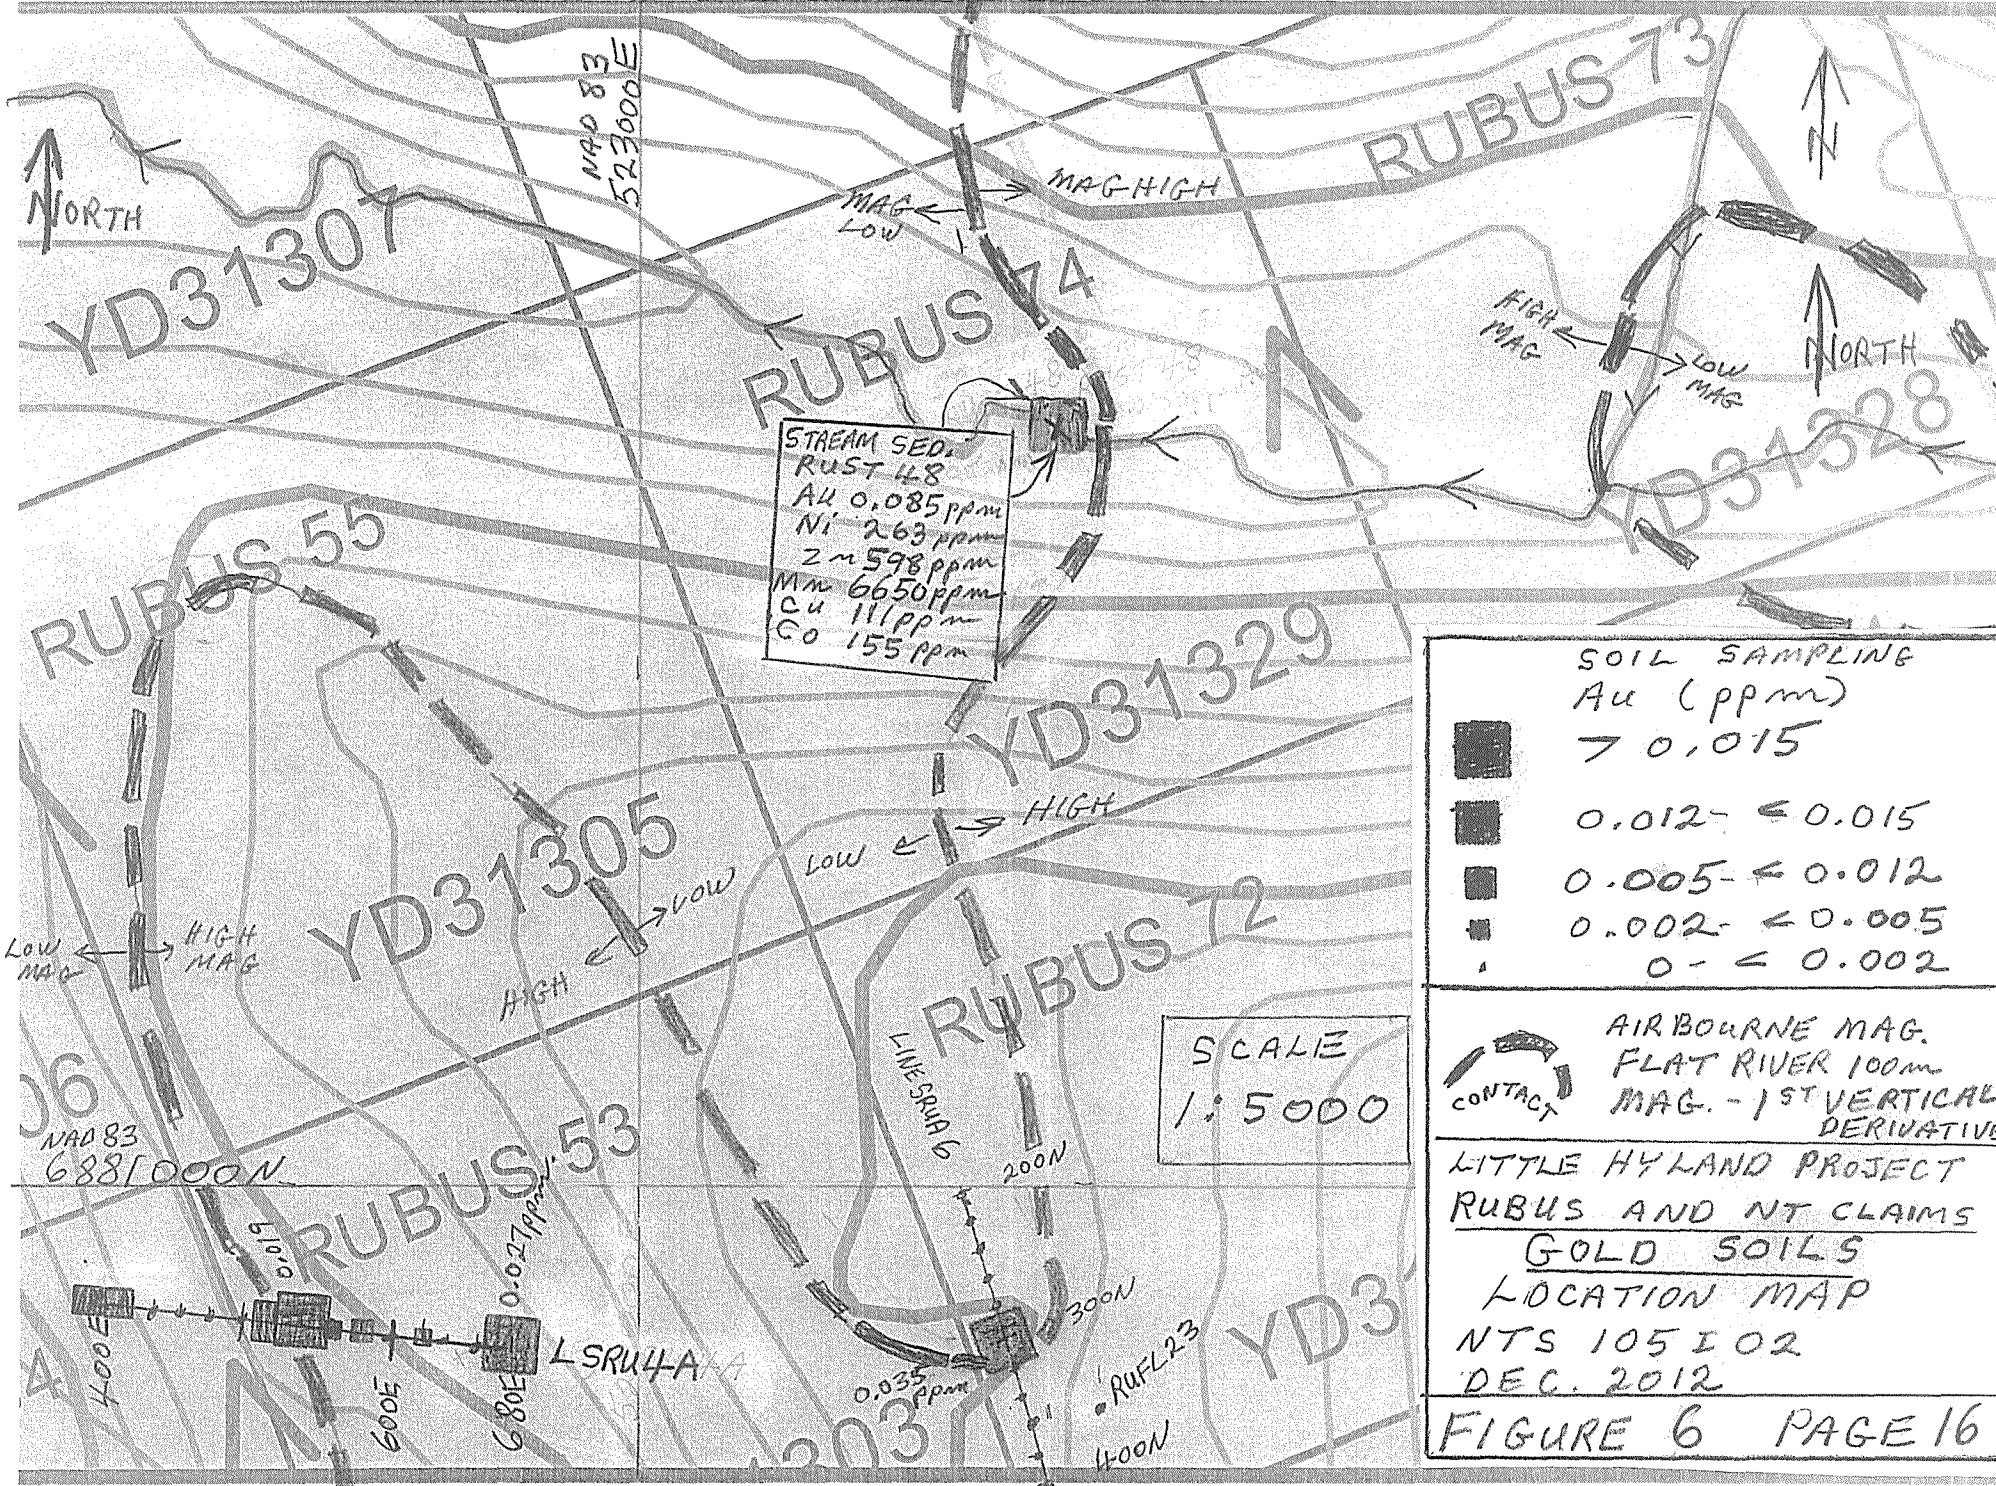 NAD 83
523000E
NORTH
N
RUBUS 73
MAG HIGH
MAG
LOW
YD31307
RUBUS 74
HIGH
MAG
LOW
MAG
NORTH
YD31328
STREAM SED.
RUST 48
Au 0.085 ppm
Ni 263 ppm
Zn 598 ppm
Mn 6650 ppm
Cu 111 ppm
Co 155 ppm
RUBUS 55
YD31329
HIGH
LOW
YD31305
LOW
HIGH
LOW
MAG
HIGH
MAG
RUBUS 72
LINE SRUA6
SCALE
1:5000
06
NAD 83
6881000N
RUBUS 53
200N
0.019
0.027ppm
400E
600E
680E
LSRU4A
0.035
ppm
300N
RUFL23
400N
YD3
1303
4
SOIL SAMPLING
Au (ppm)
> 0.015
0.012- < 0.015
0.005- < 0.012
0.002- < 0.005
0- < 0.002
CONTACT
AIRBOURNE MAG.
FLAT RIVER 100m
MAG. - 1ST VERTICAL
DERIVATIVE
LITTLE HYLAND PROJECT
RUBUS AND NT CLAIMS
GOLD SOILS
LOCATION MAP
NTS 105 I 02
DEC. 2012
FIGURE 6 PAGE 16